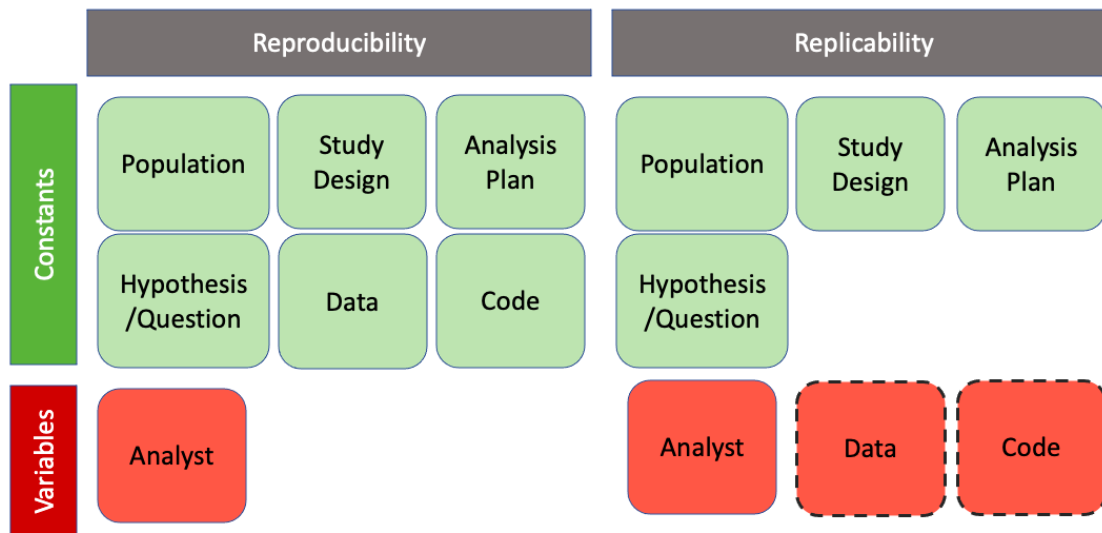 Reproducibility
Replicability
Constants
Population
Study
Design
Analysis
Plan
Population
Study
Design
Analysis
Plan
Hypothesis
/Question
Data
Code
Hypothesis
/Question
Variables
Analyst
Analyst
Data
Code